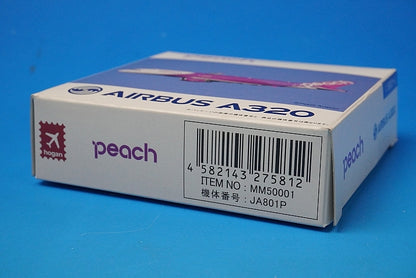 AIRBUS A320
hogan
peach
4 582143 275812
ITEM NO : MM50001
機体番号 : JA801P
peach